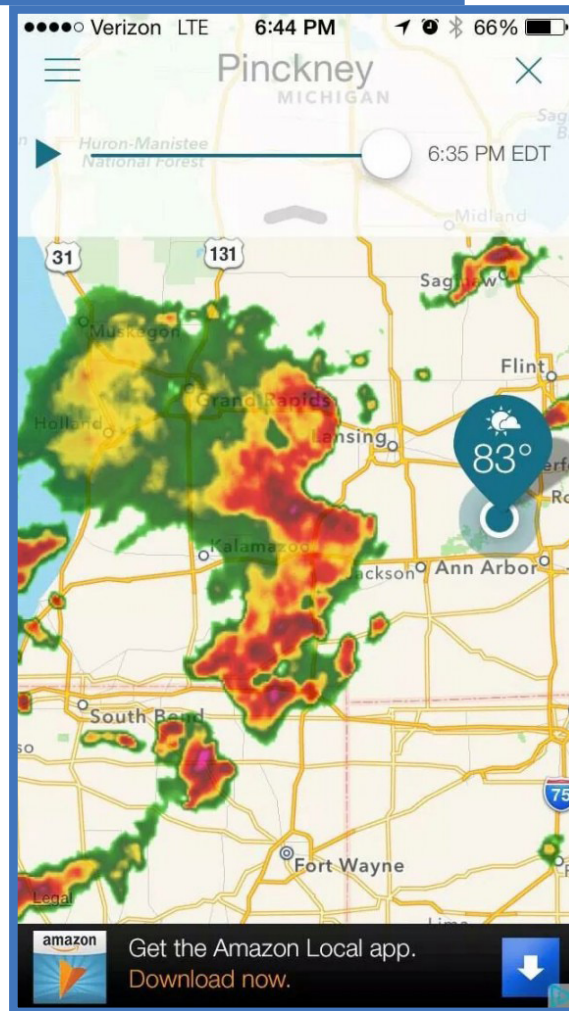 Verizon LTE 6:44 PM 66%
Pinckney
MICHIGAN
Huron-Manistee
National Forest
6:35 PM EDT
Midland
31
131
Saginaw
Muskegon
Flint
Grand Rapids
Holland
Lansing
83°
Kalamazoo
Jackson
Ann Arbor
South Bend
75
Fort Wayne
Legal
Lima
amazon
Get the Amazon Local app.
Download now.